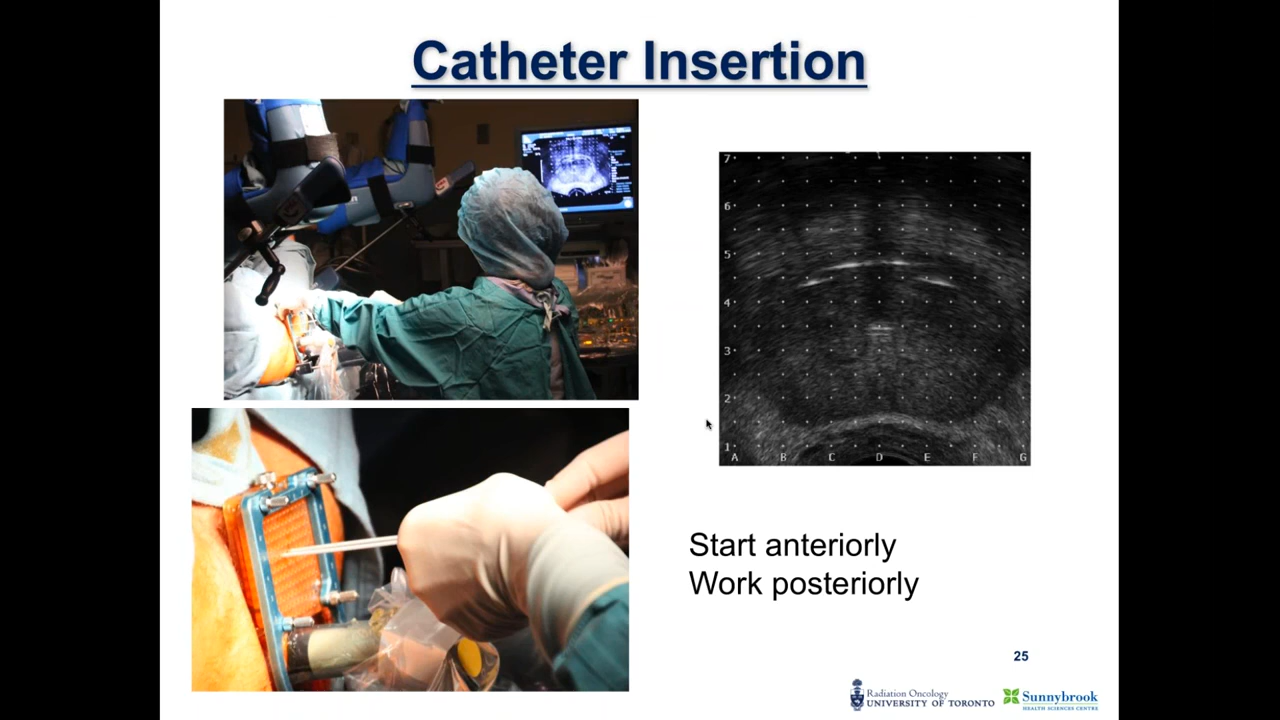 Catheter Insertion
7
6
5
4
3
2
1
A B C D E F G
Start anteriorly
Work posteriorly
25
Radiation Oncology
UNIVERSITY OF TORONTO
Sunnybrook
HEALTH SCIENCES CENTRE